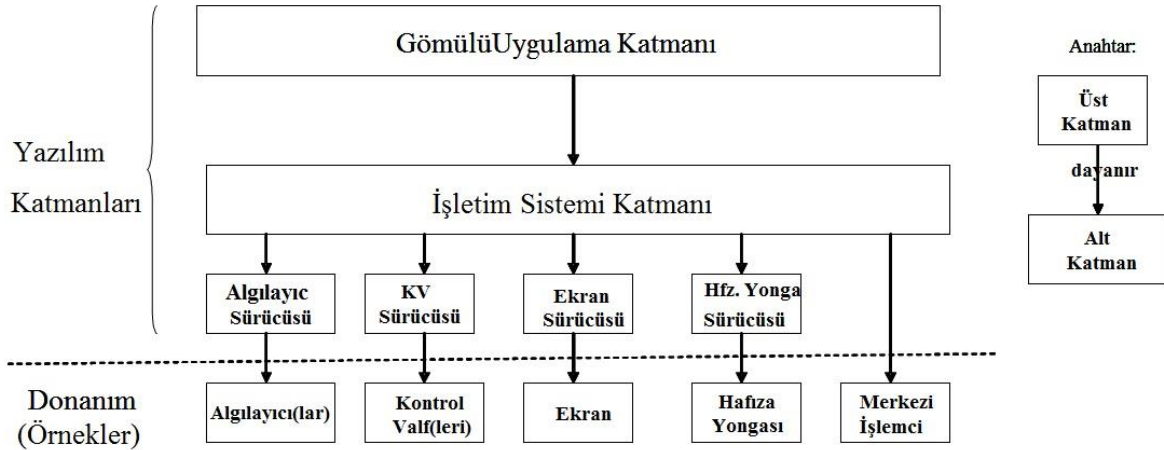 GömülüUygulama Katmanı
Anahtar:
Üst
Katman
dayanır
Alt
Katman
Yazılım
Katmanları
İşletim Sistemi Katmanı
Algılayıc
Sürücüsü
KV
Sürücüsü
Ekran
Sürücüsü
Hfz. Yonga
Sürücüsü
Donanım
(Örnekler)
Algılayıcı(lar)
Kontrol
Valf(leri)
Ekran
Hafıza
Yongası
Merkezi
İşlemci